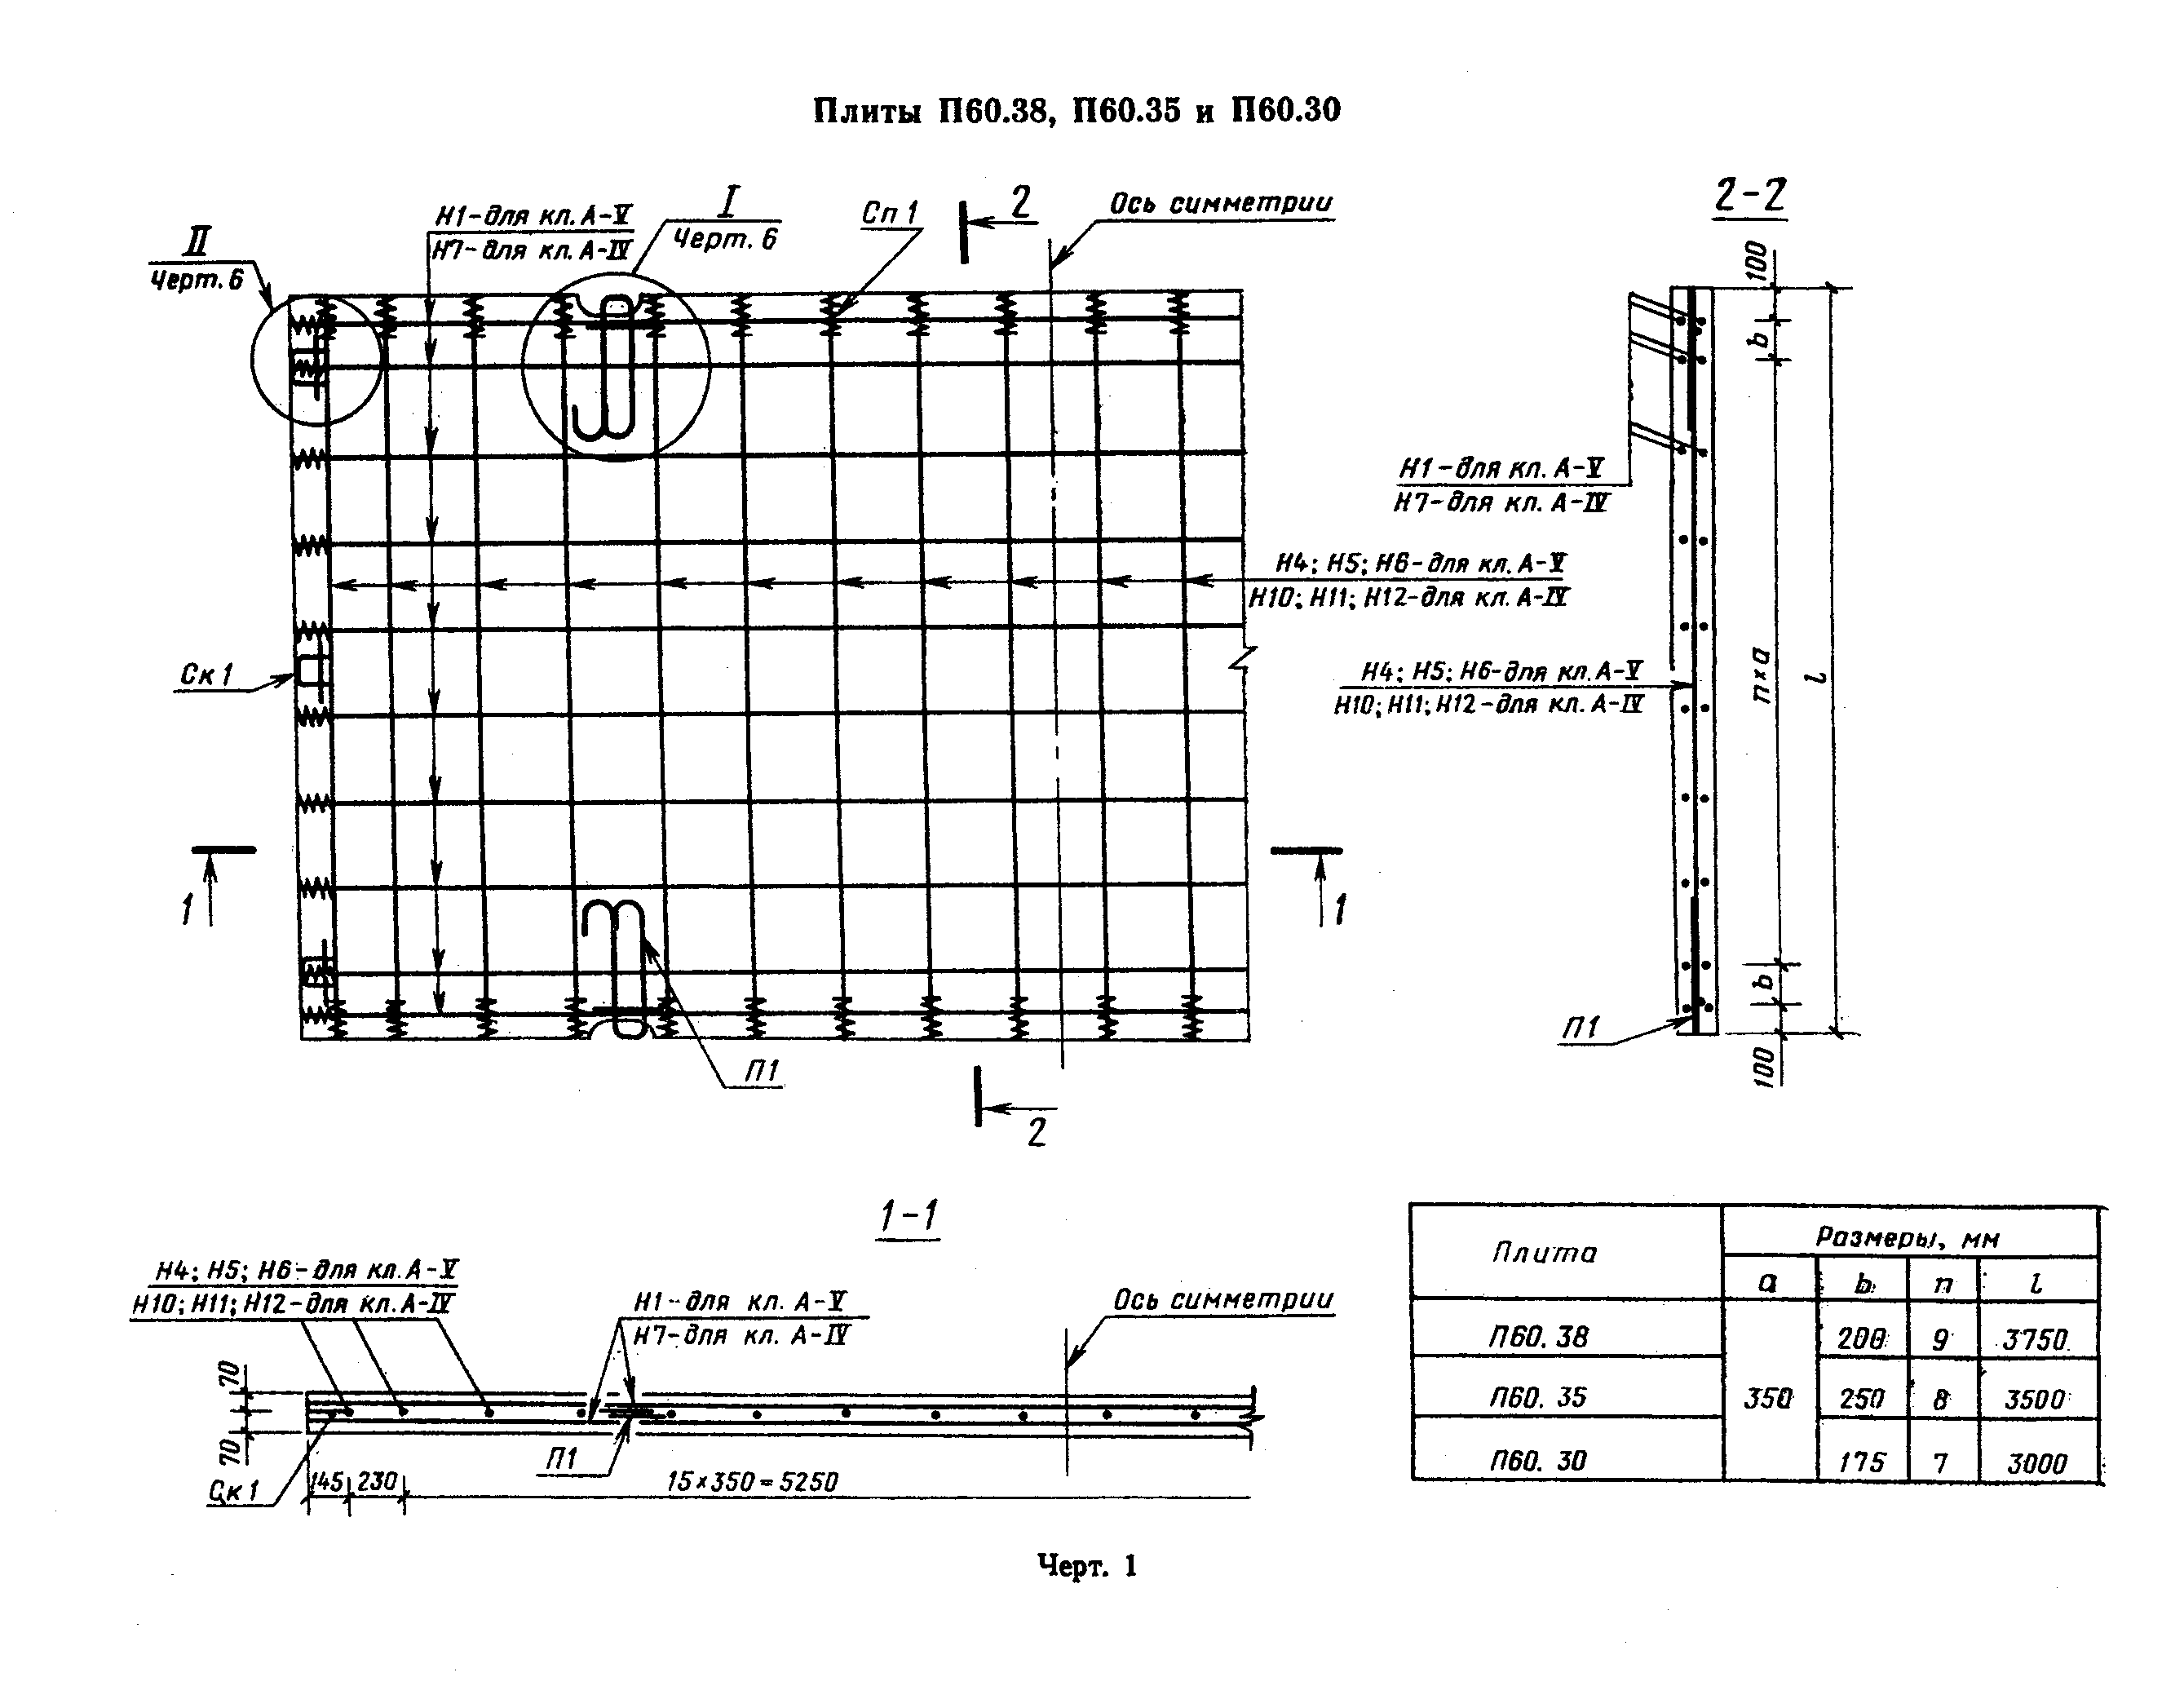 Плиты П60.38, П60.35 и П60.30
II
Черт. 6
Н1-для кл. А-V
Н7-для кл. А-IV
I
Черт. 6
Сп 1
2
Ось симметрии
2-2
100
b
n×a
l
b
100
Н1-для кл. А-V
Н7-для кл. А-IV
Н4; Н5; Н6-для кл. А-V
Н10; Н11; Н12-для кл. А-IV
Н4; Н5; Н6-для кл. А-V
Н10; Н11; Н12-для кл. А-IV
Ск 1
1
1
П1
П1
2
1-1
Н4; Н5; Н6-для кл. А-V
Н10; Н11; Н12-для кл. А-IV
Н1-для кл. А-V
Н7-для кл. А-IV
Ось симметрии
70
70
Ск 1
П1
145 230 15×350=5250
Плита Размеры, мм
a b n l
П60.38 200 9 3750
П60.35 350 250 8 3500
П60.30 175 7 3000
Черт. 1